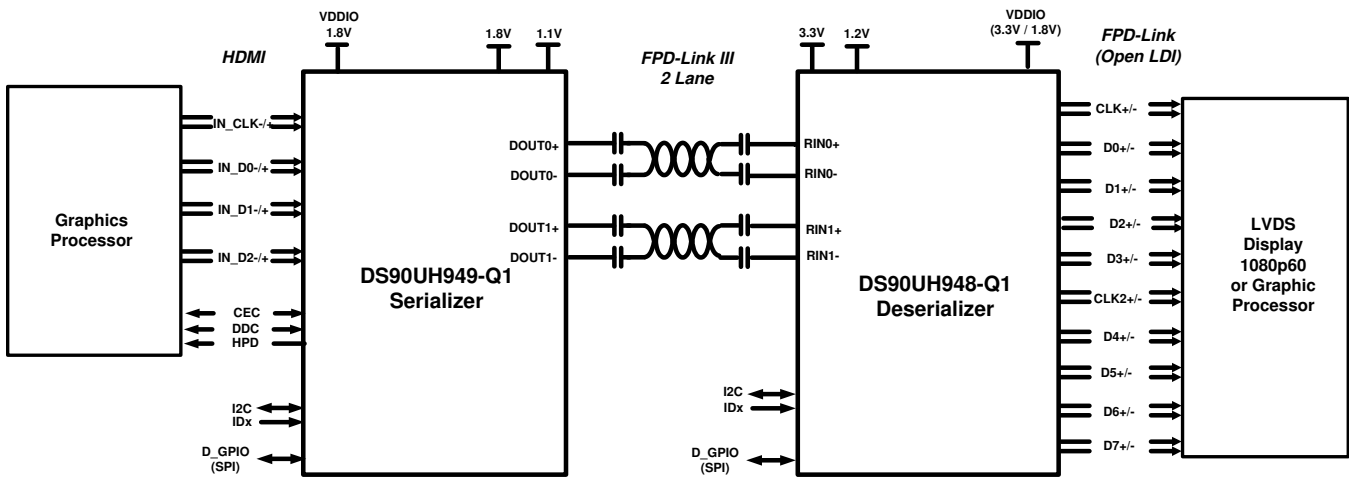 HDMI
VDDIO
1.8V
1.8V
1.1V
FPD-Link III
2 Lane
3.3V
1.2V
VDDIO
(3.3V / 1.8V)
FPD-Link
(Open LDI)
Graphics
Processor
IN_CLK-/+
IN_D0-/+
IN_D1-/+
IN_D2-/+
CEC
DDC
HPD
I2C
IDx
D_GPIO
(SPI)
DOUT0+
DOUT0-
DOUT1+
DOUT1-
DS90UH949-Q1
Serializer
RIN0+
RIN0-
RIN1+
RIN1-
DS90UH948-Q1
Deserializer
I2C
IDx
D_GPIO
(SPI)
CLK+/-
D0+/-
D1+/-
D2+/-
D3+/-
CLK2+/-
D4+/-
D5+/-
D6+/-
D7+/-
LVDS
Display
1080p60
or Graphic
Processor